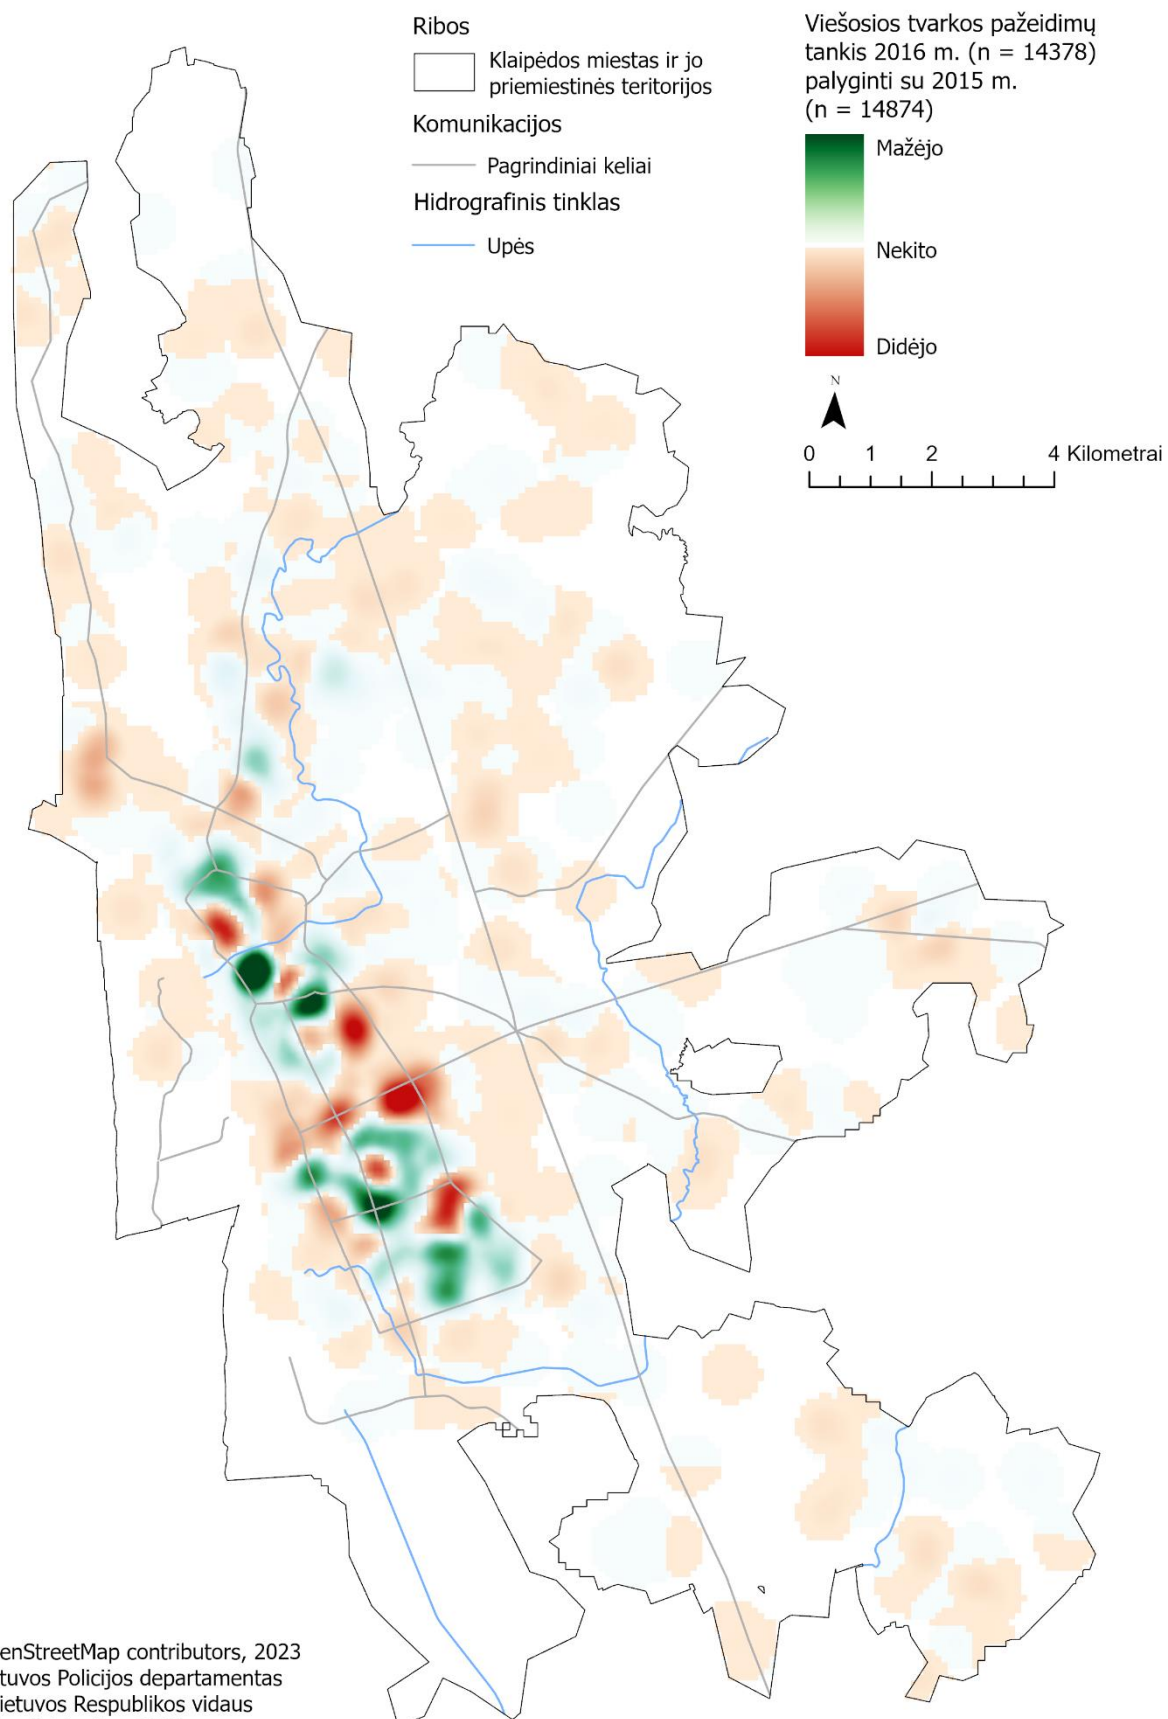 Ribos
Klaipėdos miestas ir jo
priemiestinės teritorijos
Komunikacijos
Pagrindiniai keliai
Hidrografinis tinklas
Upės
Viešosios tvarkos pažeidimų
tankis 2016 m. (n = 14378)
palyginti su 2015 m.
(n = 14874)
Mažėjo
Nekito
Didėjo
N
0 1 2 4 Kilometrai
enStreetMap contributors, 2023
tuvos Policijos departamentas
ietuvos Respublikos vidaus